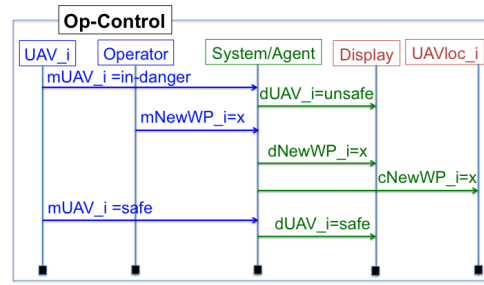 Op-Control
UAV_i Operator System/Agent Display UAVloc_i
mUAV_i =in-danger
dUAV_i=unsafe
mNewWP_i=x
dNewWP_i=x
cNewWP_i=x
mUAV_i =safe
dUAV_i=safe